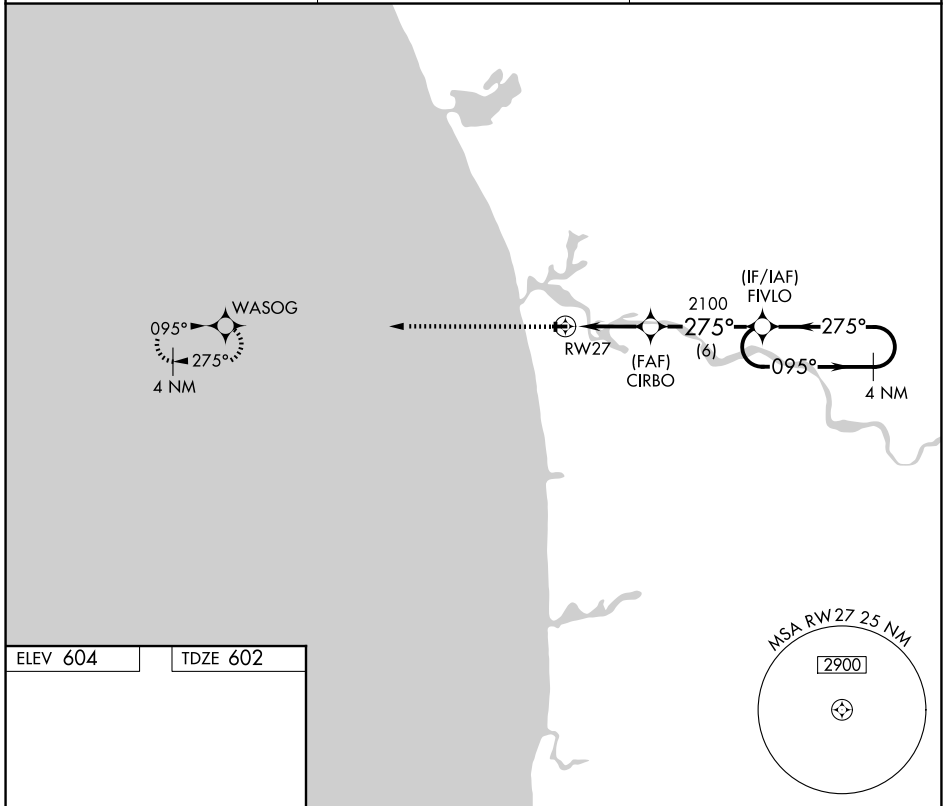 WASOG
095°
275°
4 NM
RW27
(FAF)
CIRBO
2100
275°
(6)
(IF/IAF)
FIVLO
275°
095°
4 NM
ELEV 604
TDZE 602
MSA RW27 25 NM
2900